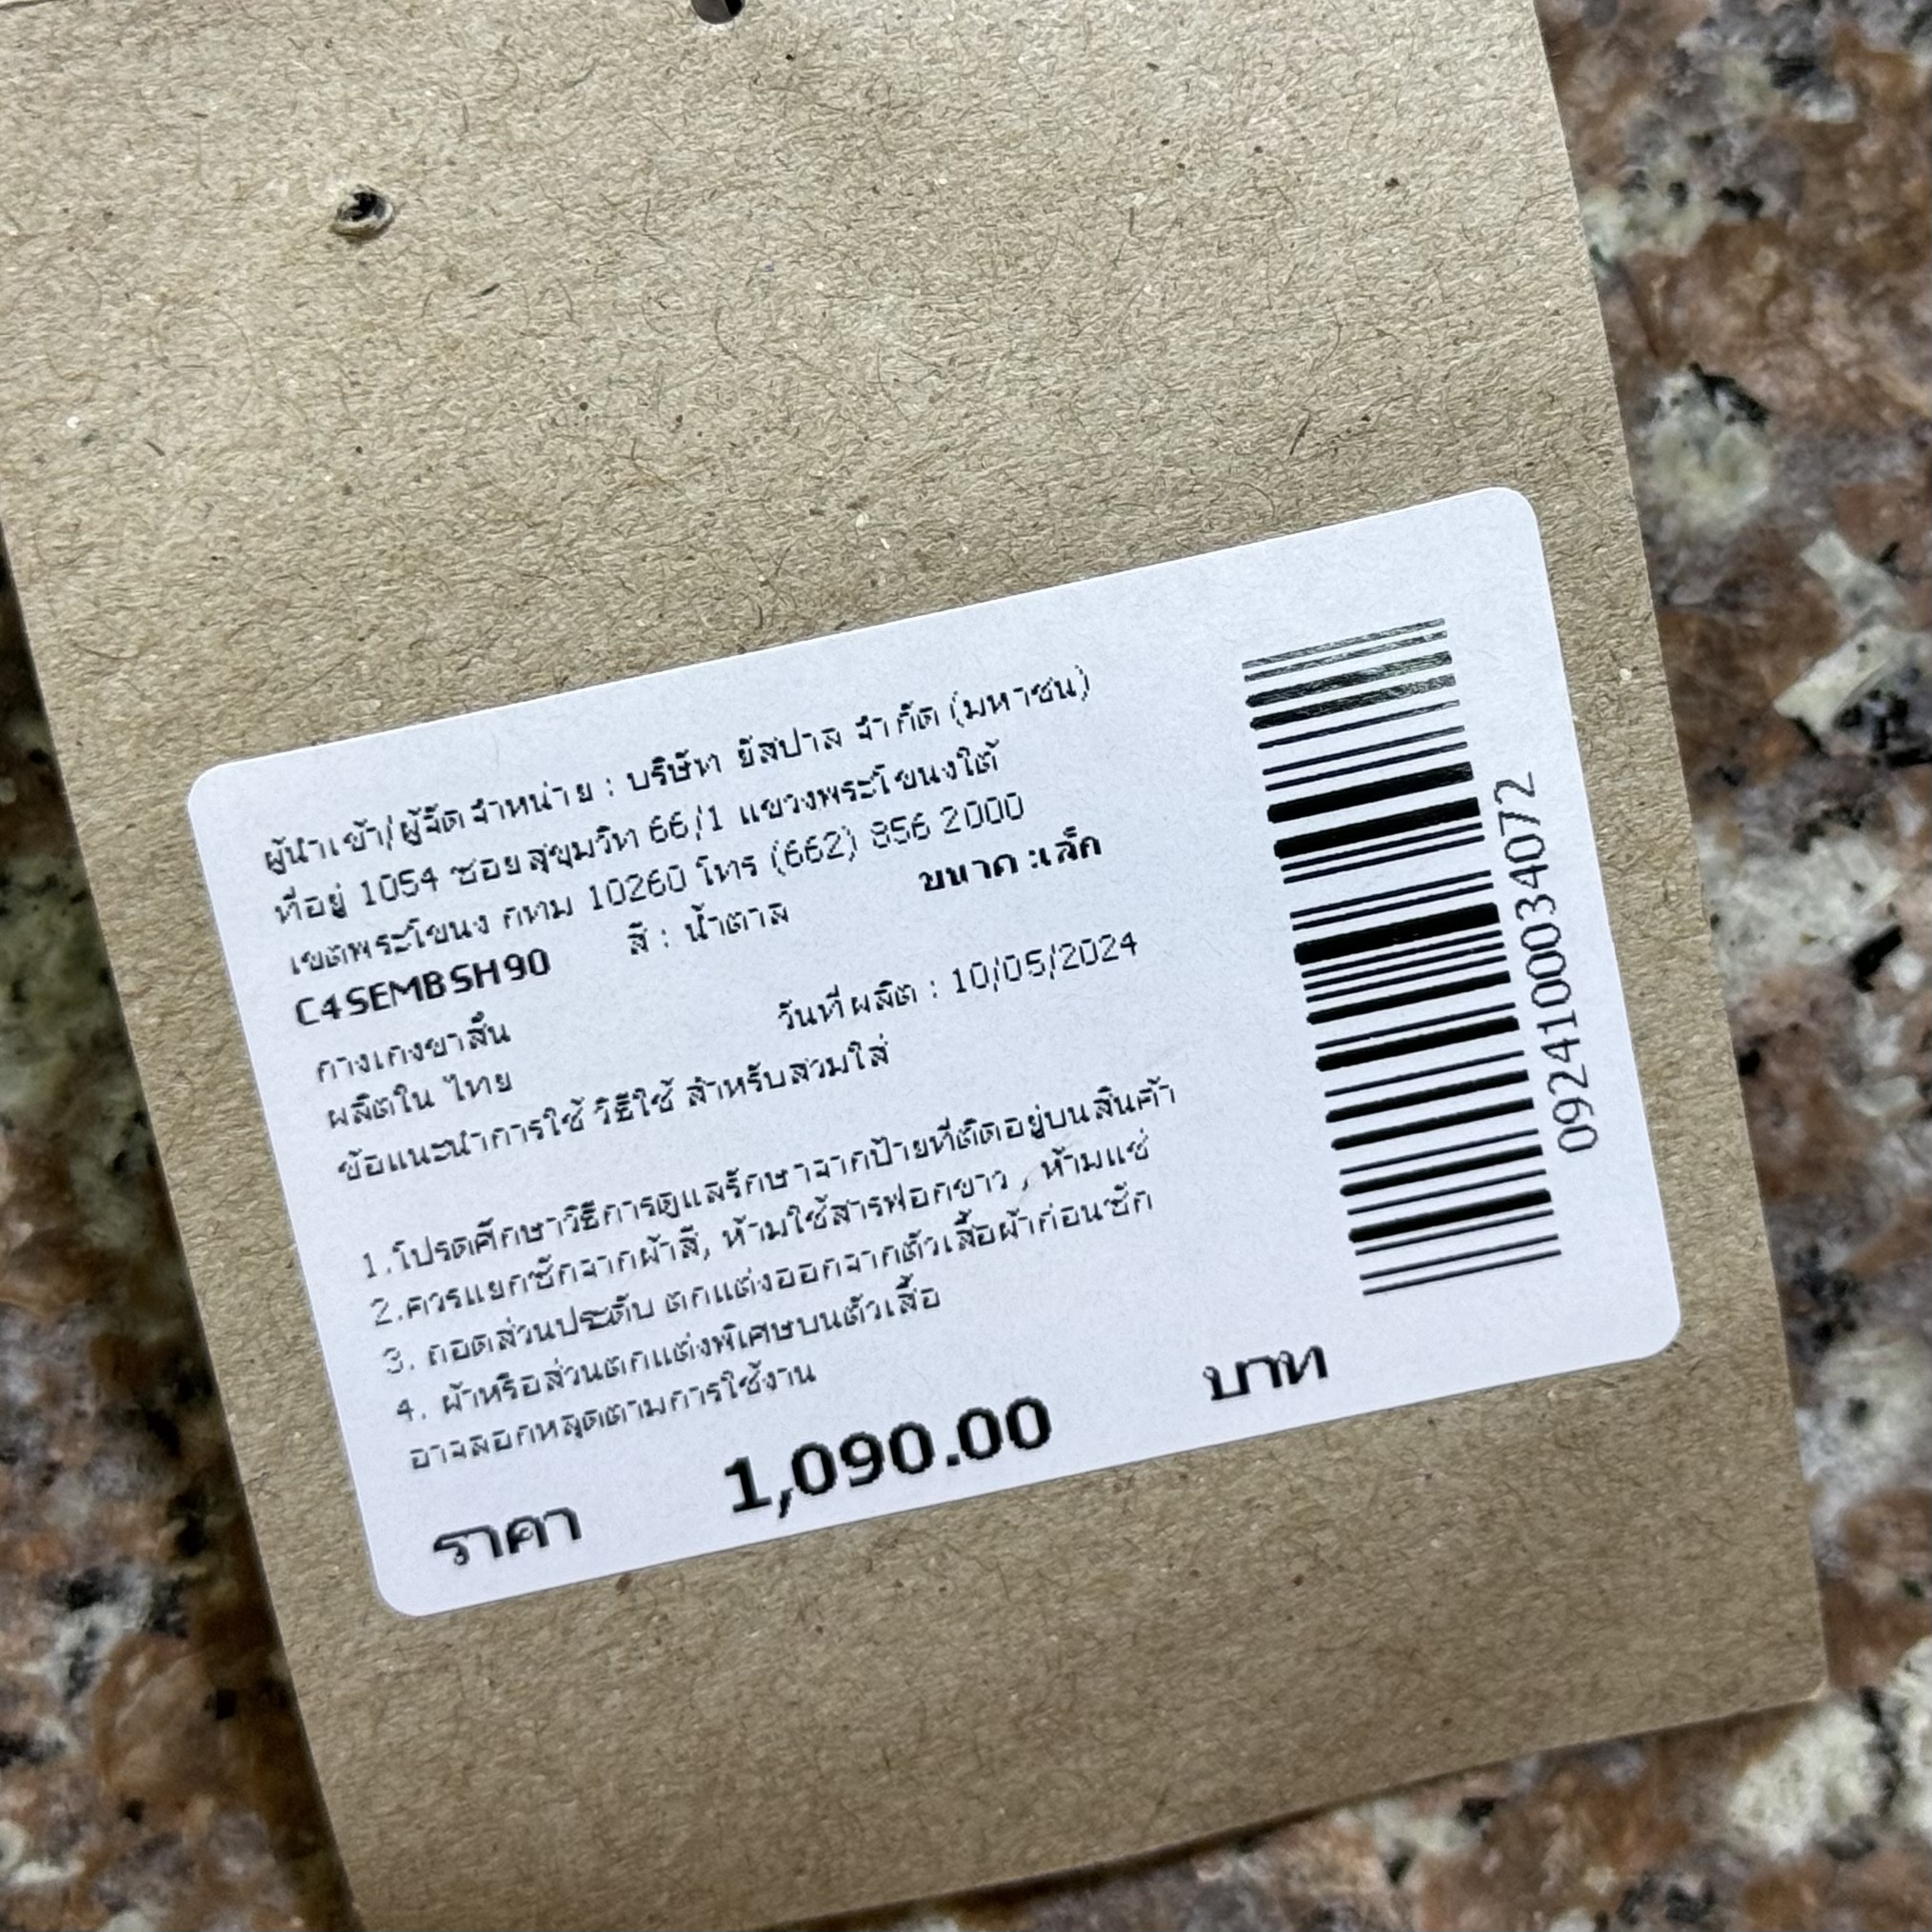 ผู้นำเข้า/ผู้จัดจำหน่าย : บริษัท ยัสปาล จำกัด (มหาชน)
ที่อยู่ 1054 ซอยสุขุมวิท 66/1 แขวงพระโขนงใต้
เขตพระโขนง กทม 10260 โทร (662) 856 2000
C4SEMBSH90 สี : น้ำตาล ขนาด :เล็ก
กางเกงขาสั้น
ผลิตใน ไทย วันที่ผลิต : 10/05/2024
ข้อแนะนำการใช้ วิธีใช้ สำหรับสวมใส่
1.โปรดศึกษาวิธีการดูแลรักษาจากป้ายที่ติดอยู่บนสินค้า
2.ควรแยกซักจากผ้าสี, ห้ามใช้สารฟอกขาว , ห้ามแช่
3. ถอดส่วนประดับ ตกแต่งออกจากตัวเสื้อผ้าก่อนซัก
4. ผ้าหรือส่วนตกแต่งพิเศษบนตัวเสื้อ
อาจลอกหลุดตามการใช้งาน
ราคา 1,090.00 บาท
0924100034072